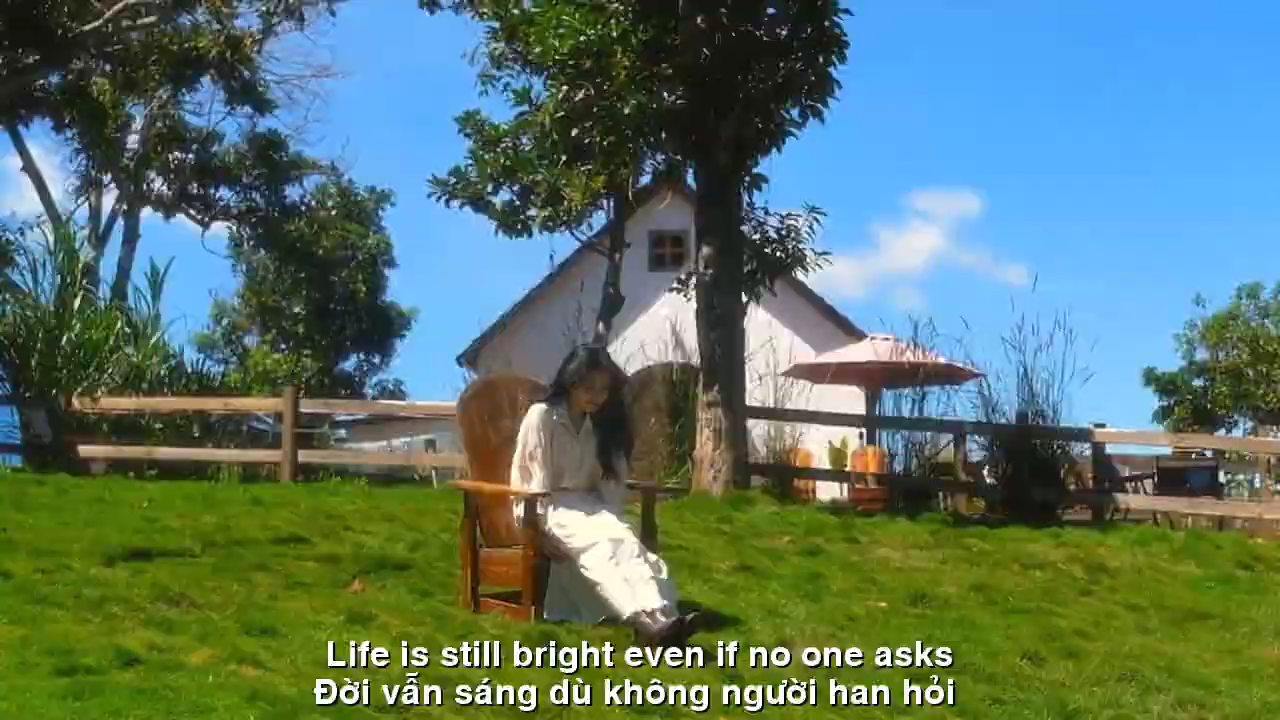 Life is still bright even if no one asks
Đời vẫn sáng dù không người han hỏi